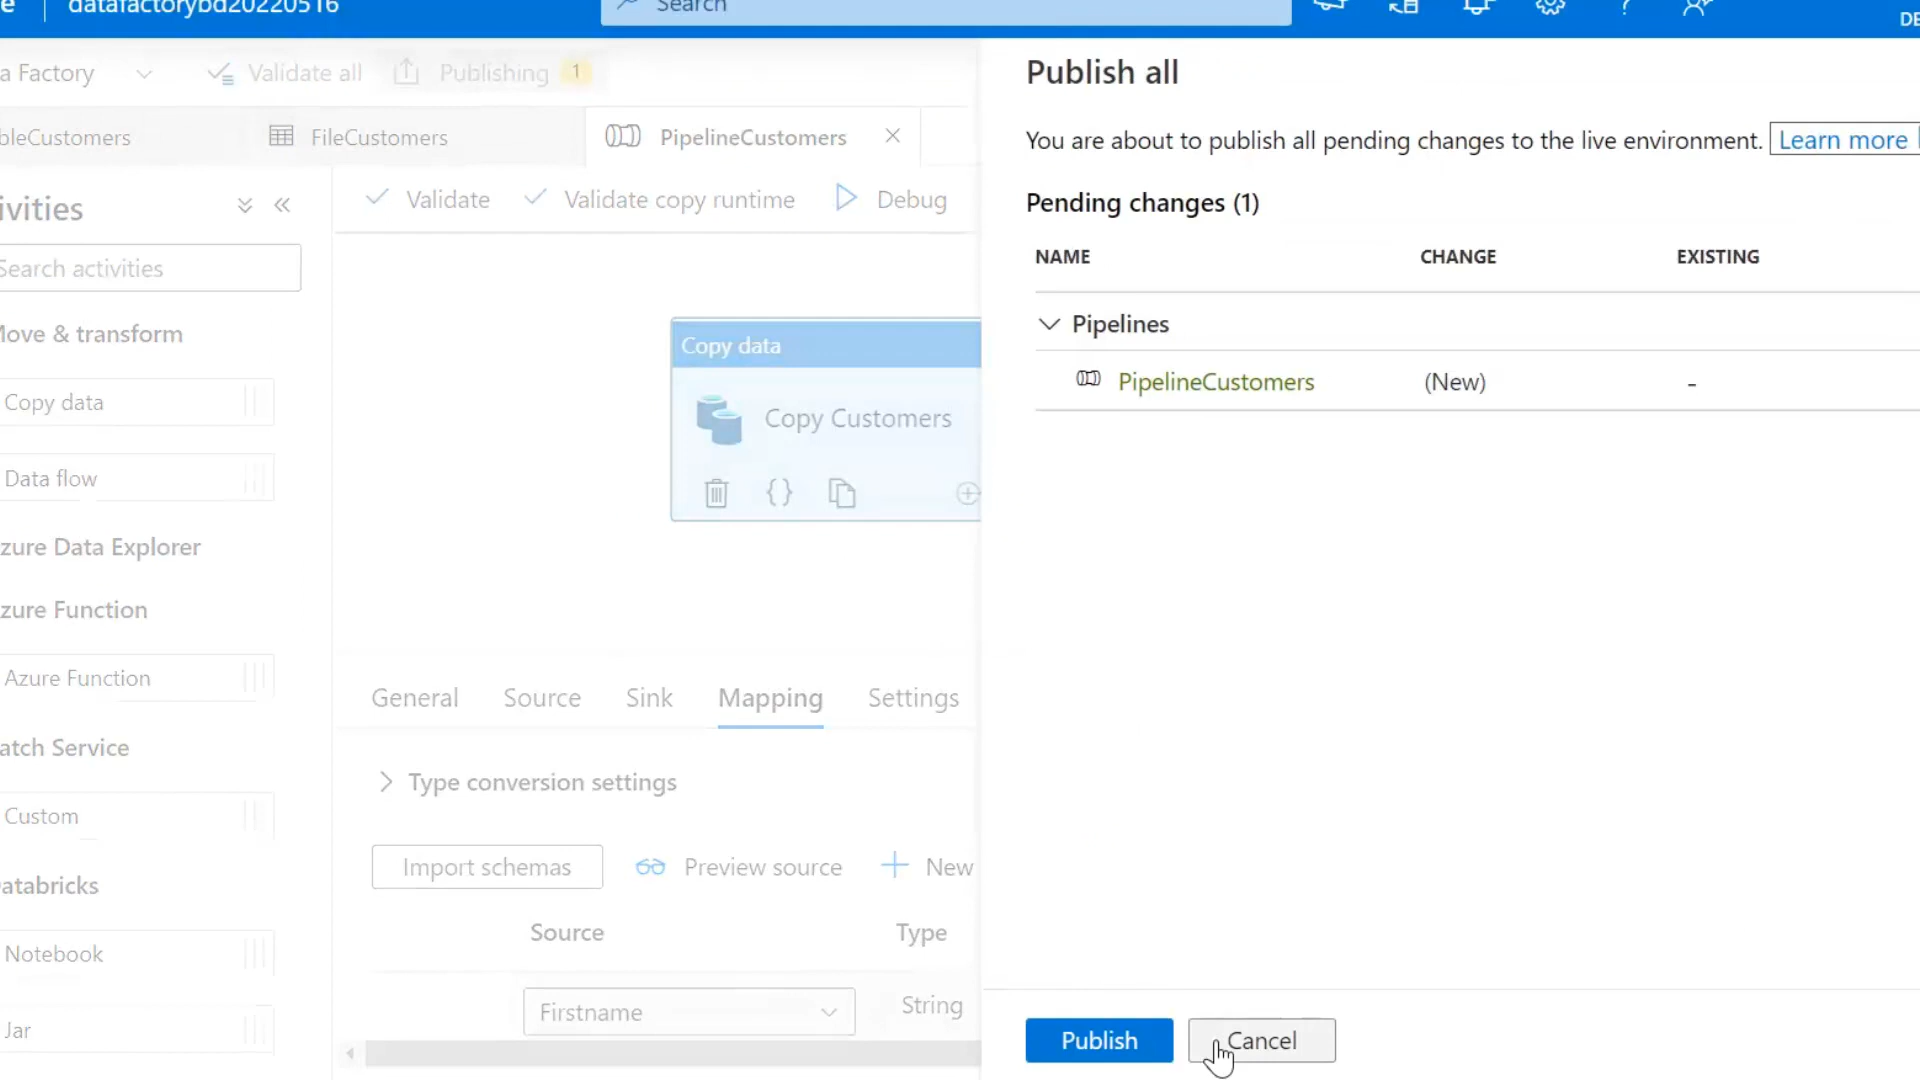 e
datafactorybd20220516
Search
DE
a Factory
Validate all
Publishing 1
bleCustomers
FileCustomers
PipelineCustomers
ivities
Search activities
Move & transform
Copy data
Data flow
zure Data Explorer
zure Function
Azure Function
atch Service
Custom
atabricks
Notebook
Jar
Validate
Validate copy runtime
Debug
Copy data
Copy Customers
General
Source
Sink
Mapping
Settings
Type conversion settings
Import schemas
Preview source
New
Source
Type
Firstname
String
Publish all
You are about to publish all pending changes to the live environment. Learn more
Pending changes (1)
NAME
CHANGE
EXISTING
Pipelines
PipelineCustomers
(New)
-
Publish
Cancel